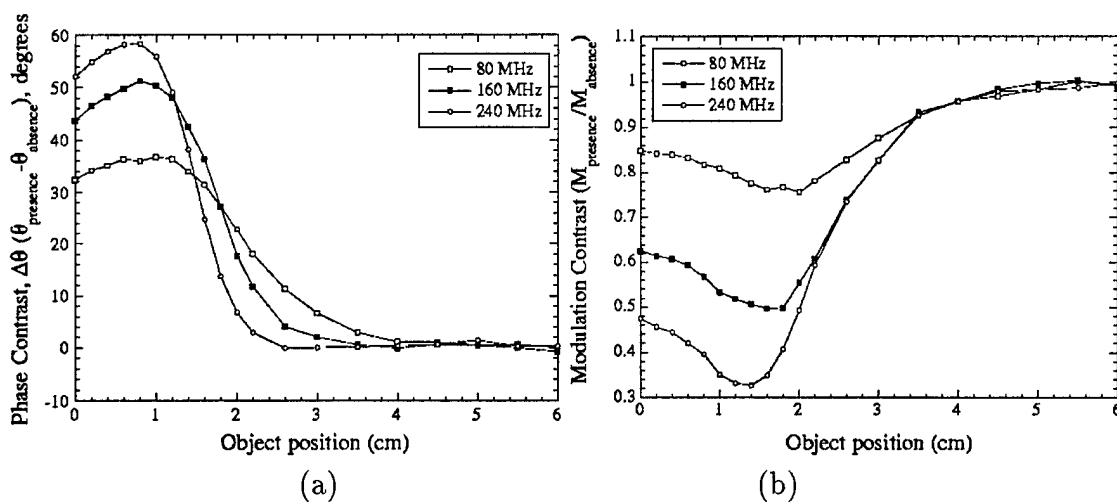 60
50
40
30
20
10
0
-10
Phase Contrast, Δθ (θpresence-θabsence), degrees
80 MHz
160 MHz
240 MHz
0 1 2 3 4 5 6
Object position (cm)
(a)
1.1
1
0.9
0.8
0.7
0.6
0.5
0.4
0.3
Modulation Contrast (Mpresence/Mabsence)
80 MHz
160 MHz
240 MHz
0 1 2 3 4 5 6
Object position (cm)
(b)